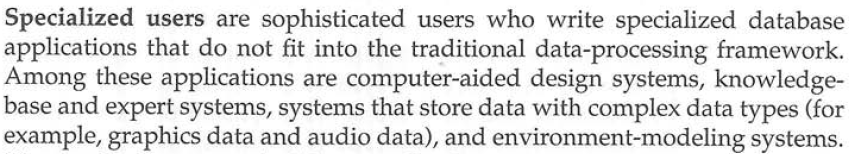 Specialized users are sophisticated users who write specialized database
applications that do not fit into the traditional data-processing framework.
Among these applications are computer-aided design systems, knowledge-
base and expert systems, systems that store data with complex data types (for
example, graphics data and audio data), and environment-modeling systems.